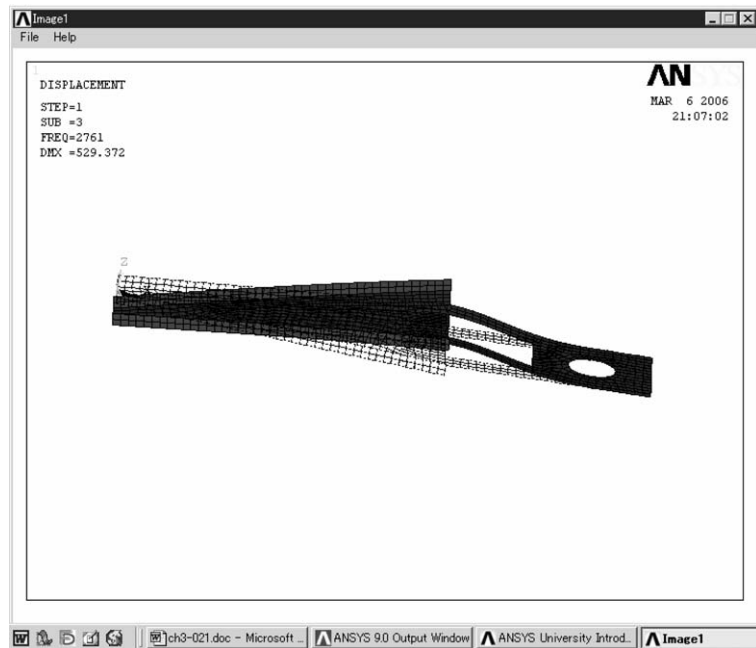 Image1
File Help
1
DISPLACEMENT
STEP=1
SUB =3
FREQ=2761
DMX =529.372
ANSYS
MAR 6 2006
21:07:02
Z
ch3-021.doc - Microsoft ...
ANSYS 9.0 Output Window
ANSYS University Introd...
Image1